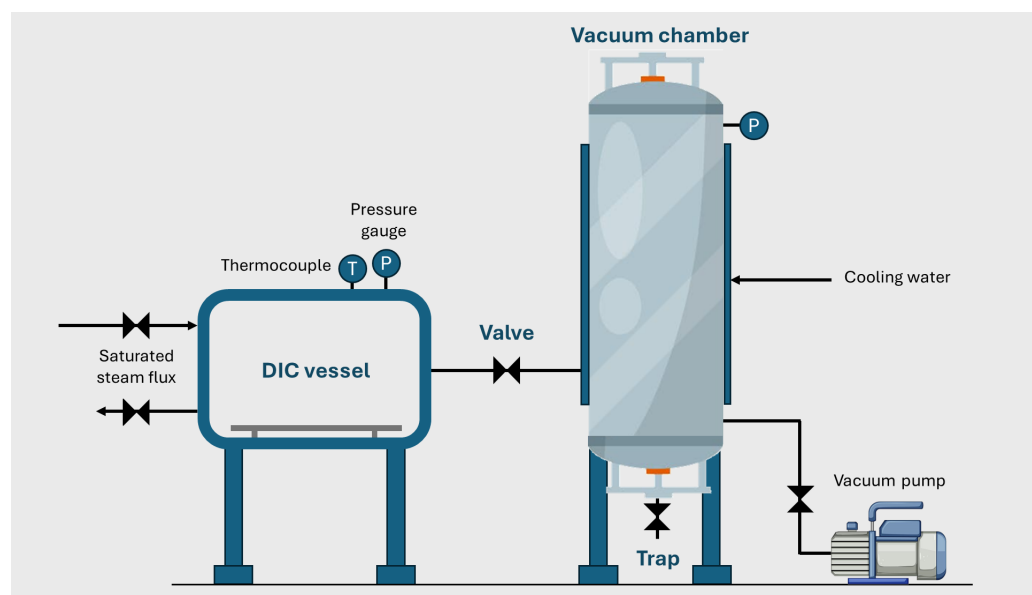 Vacuum chamber
P
Pressure
gauge
Thermocouple
T
P
Cooling water
Saturated
steam flux
DIC vessel
Valve
Vacuum pump
Trap